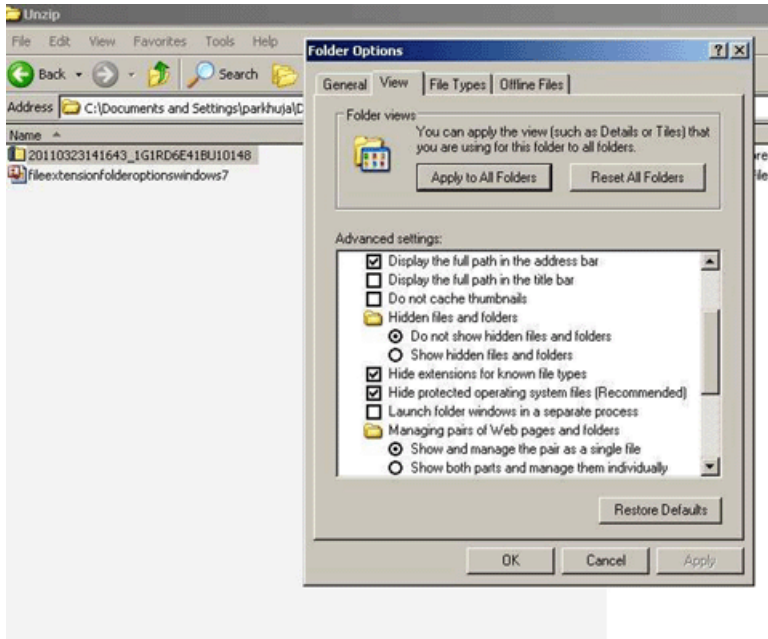 Unzip
File Edit View Favorites Tools Help
Back Search
Address C:\Documents and Settings\parkhuja\D
Name
20110323141643_1G1RD6E41BU10148
fileextensionfolderoptionswindows7
Folder Options
General View File Types Offline Files
Folder views
You can apply the view (such as Details or Tiles) that
you are using for this folder to all folders.
Apply to All Folders Reset All Folders
Advanced settings:
Display the full path in the address bar
Display the full path in the title bar
Do not cache thumbnails
Hidden files and folders
Do not show hidden files and folders
Show hidden files and folders
Hide extensions for known file types
Hide protected operating system files (Recommended)
Launch folder windows in a separate process
Managing pairs of Web pages and folders
Show and manage the pair as a single file
Show both parts and manage them individually
Restore Defaults
OK Cancel Apply